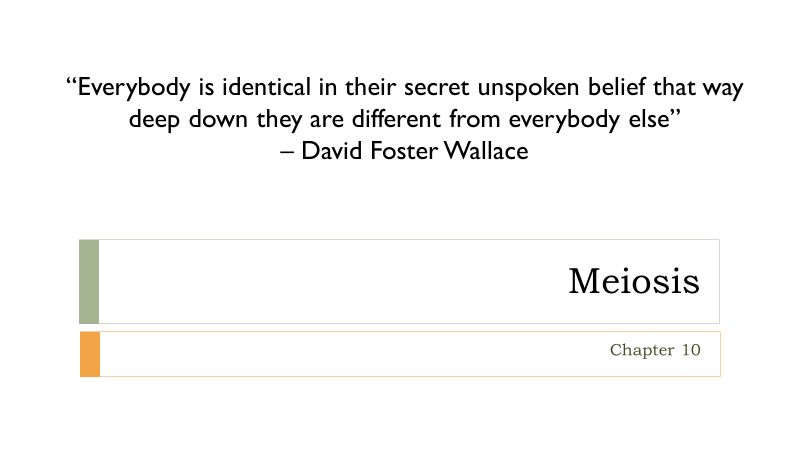 “Everybody is identical in their secret unspoken belief that way
deep down they are different from everybody else”
– David Foster Wallace
Meiosis
Chapter 10